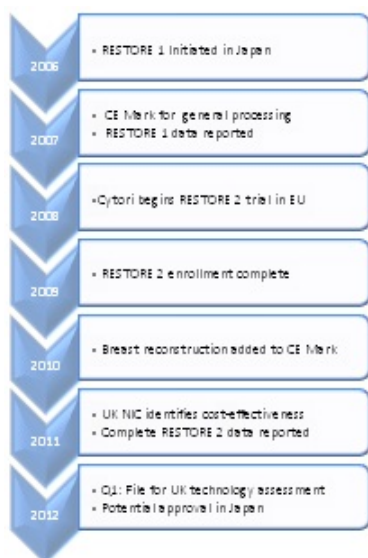 2006
• RESTORE 1 Initiated in Japan
2007
• CE Mark for general processing
• RESTORE 1 data reported
2008
•Cytori begins RESTORE 2 trial in EU
2009
• RESTORE 2 enrollment complete
2010
• Breast reconstruction added to CE Mark
2011
• UK NIC identifies cost-effectiveness
• Complete RESTORE 2 data reported
2012
• Q1: File for UK technology assessment
• Potential approval in Japan